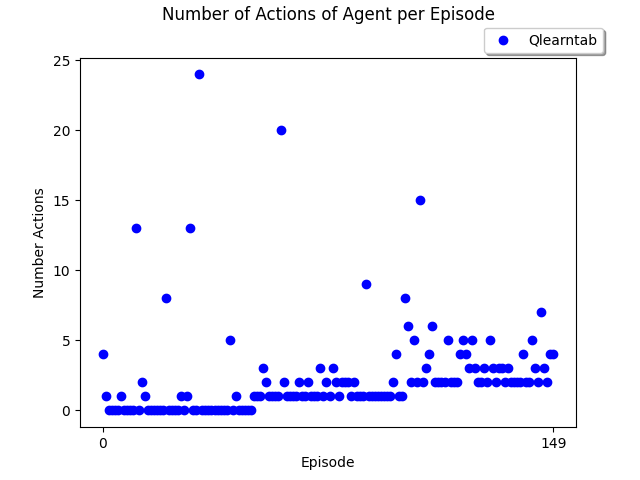 Number of Actions of Agent per Episode
Qlearntab
25
20
15
10
5
0
Number Actions
0 149
Episode